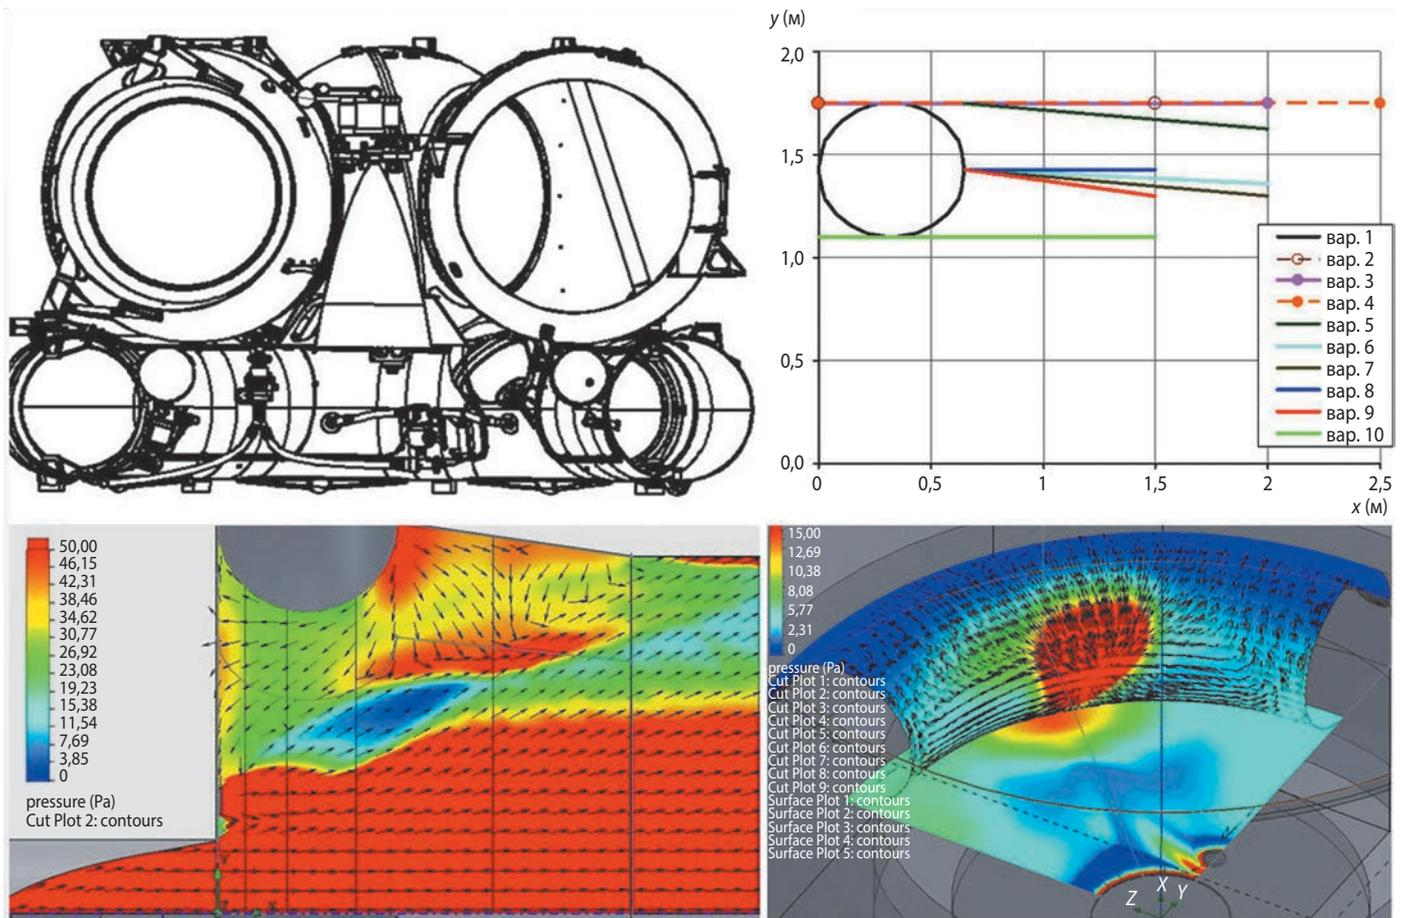 y (м)
2,0
1,5
1,0
0,5
0,0
0
0,5
1
1,5
2
2,5
x (м)
вар. 1
вар. 2
вар. 3
вар. 4
вар. 5
вар. 6
вар. 7
вар. 8
вар. 9
вар. 10
50,00
46,15
42,31
38,46
34,62
30,77
26,92
23,08
19,23
15,38
11,54
7,69
3,85
0
pressure (Pa)
Cut Plot 2: contours
15,00
12,69
10,38
8,08
5,77
2,31
0
pressure (Pa)
Cut Plot 1: contours
Cut Plot 2: contours
Cut Plot 3: contours
Cut Plot 4: contours
Cut Plot 5: contours
Cut Plot 6: contours
Cut Plot 7: contours
Cut Plot 8: contours
Cut Plot 9: contours
Surface Plot 1: contours
Surface Plot 2: contours
Surface Plot 3: contours
Surface Plot 4: contours
Surface Plot 5: contours
Z X Y